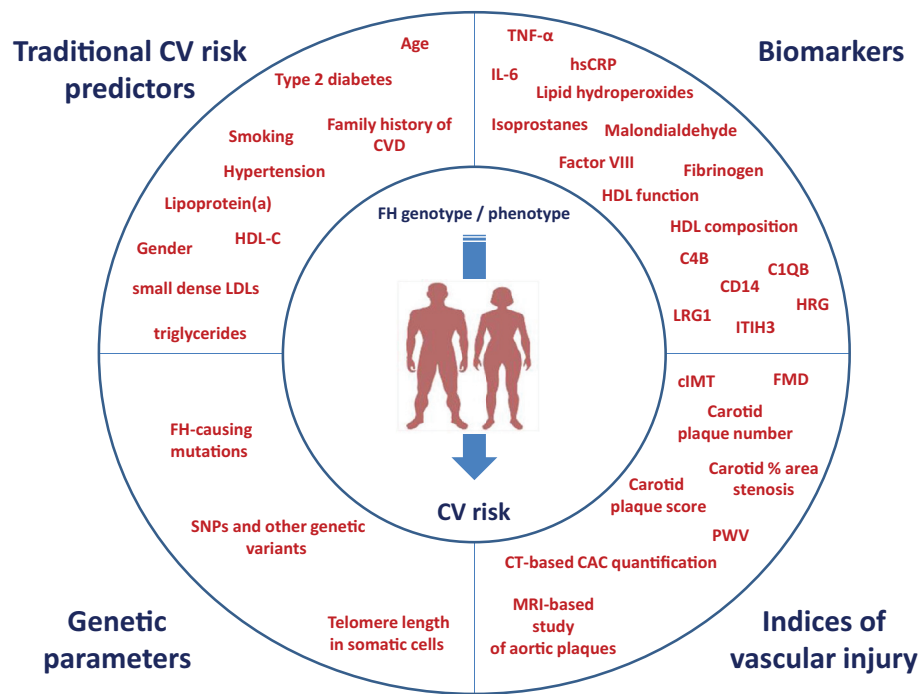 Traditional CV risk
predictors
Age
Type 2 diabetes
Smoking
Family history of
CVD
Hypertension
Lipoprotein(a)
Gender
HDL-C
small dense LDLs
triglycerides
Biomarkers
TNF-α
IL-6
hsCRP
Lipid hydroperoxides
Isoprostanes
Malondialdehyde
Factor VIII
Fibrinogen
HDL function
HDL composition
C4B
C1QB
CD14
HRG
LRG1
ITIH3
FH genotype / phenotype
CV risk
FH-causing
mutations
SNPs and other genetic
variants
Telomere length
in somatic cells
Genetic
parameters
cIMT
FMD
Carotid
plaque number
Carotid % area
stenosis
Carotid
plaque score
PWV
CT-based CAC quantification
MRI-based
study
of aortic plaques
Indices of
vascular injury